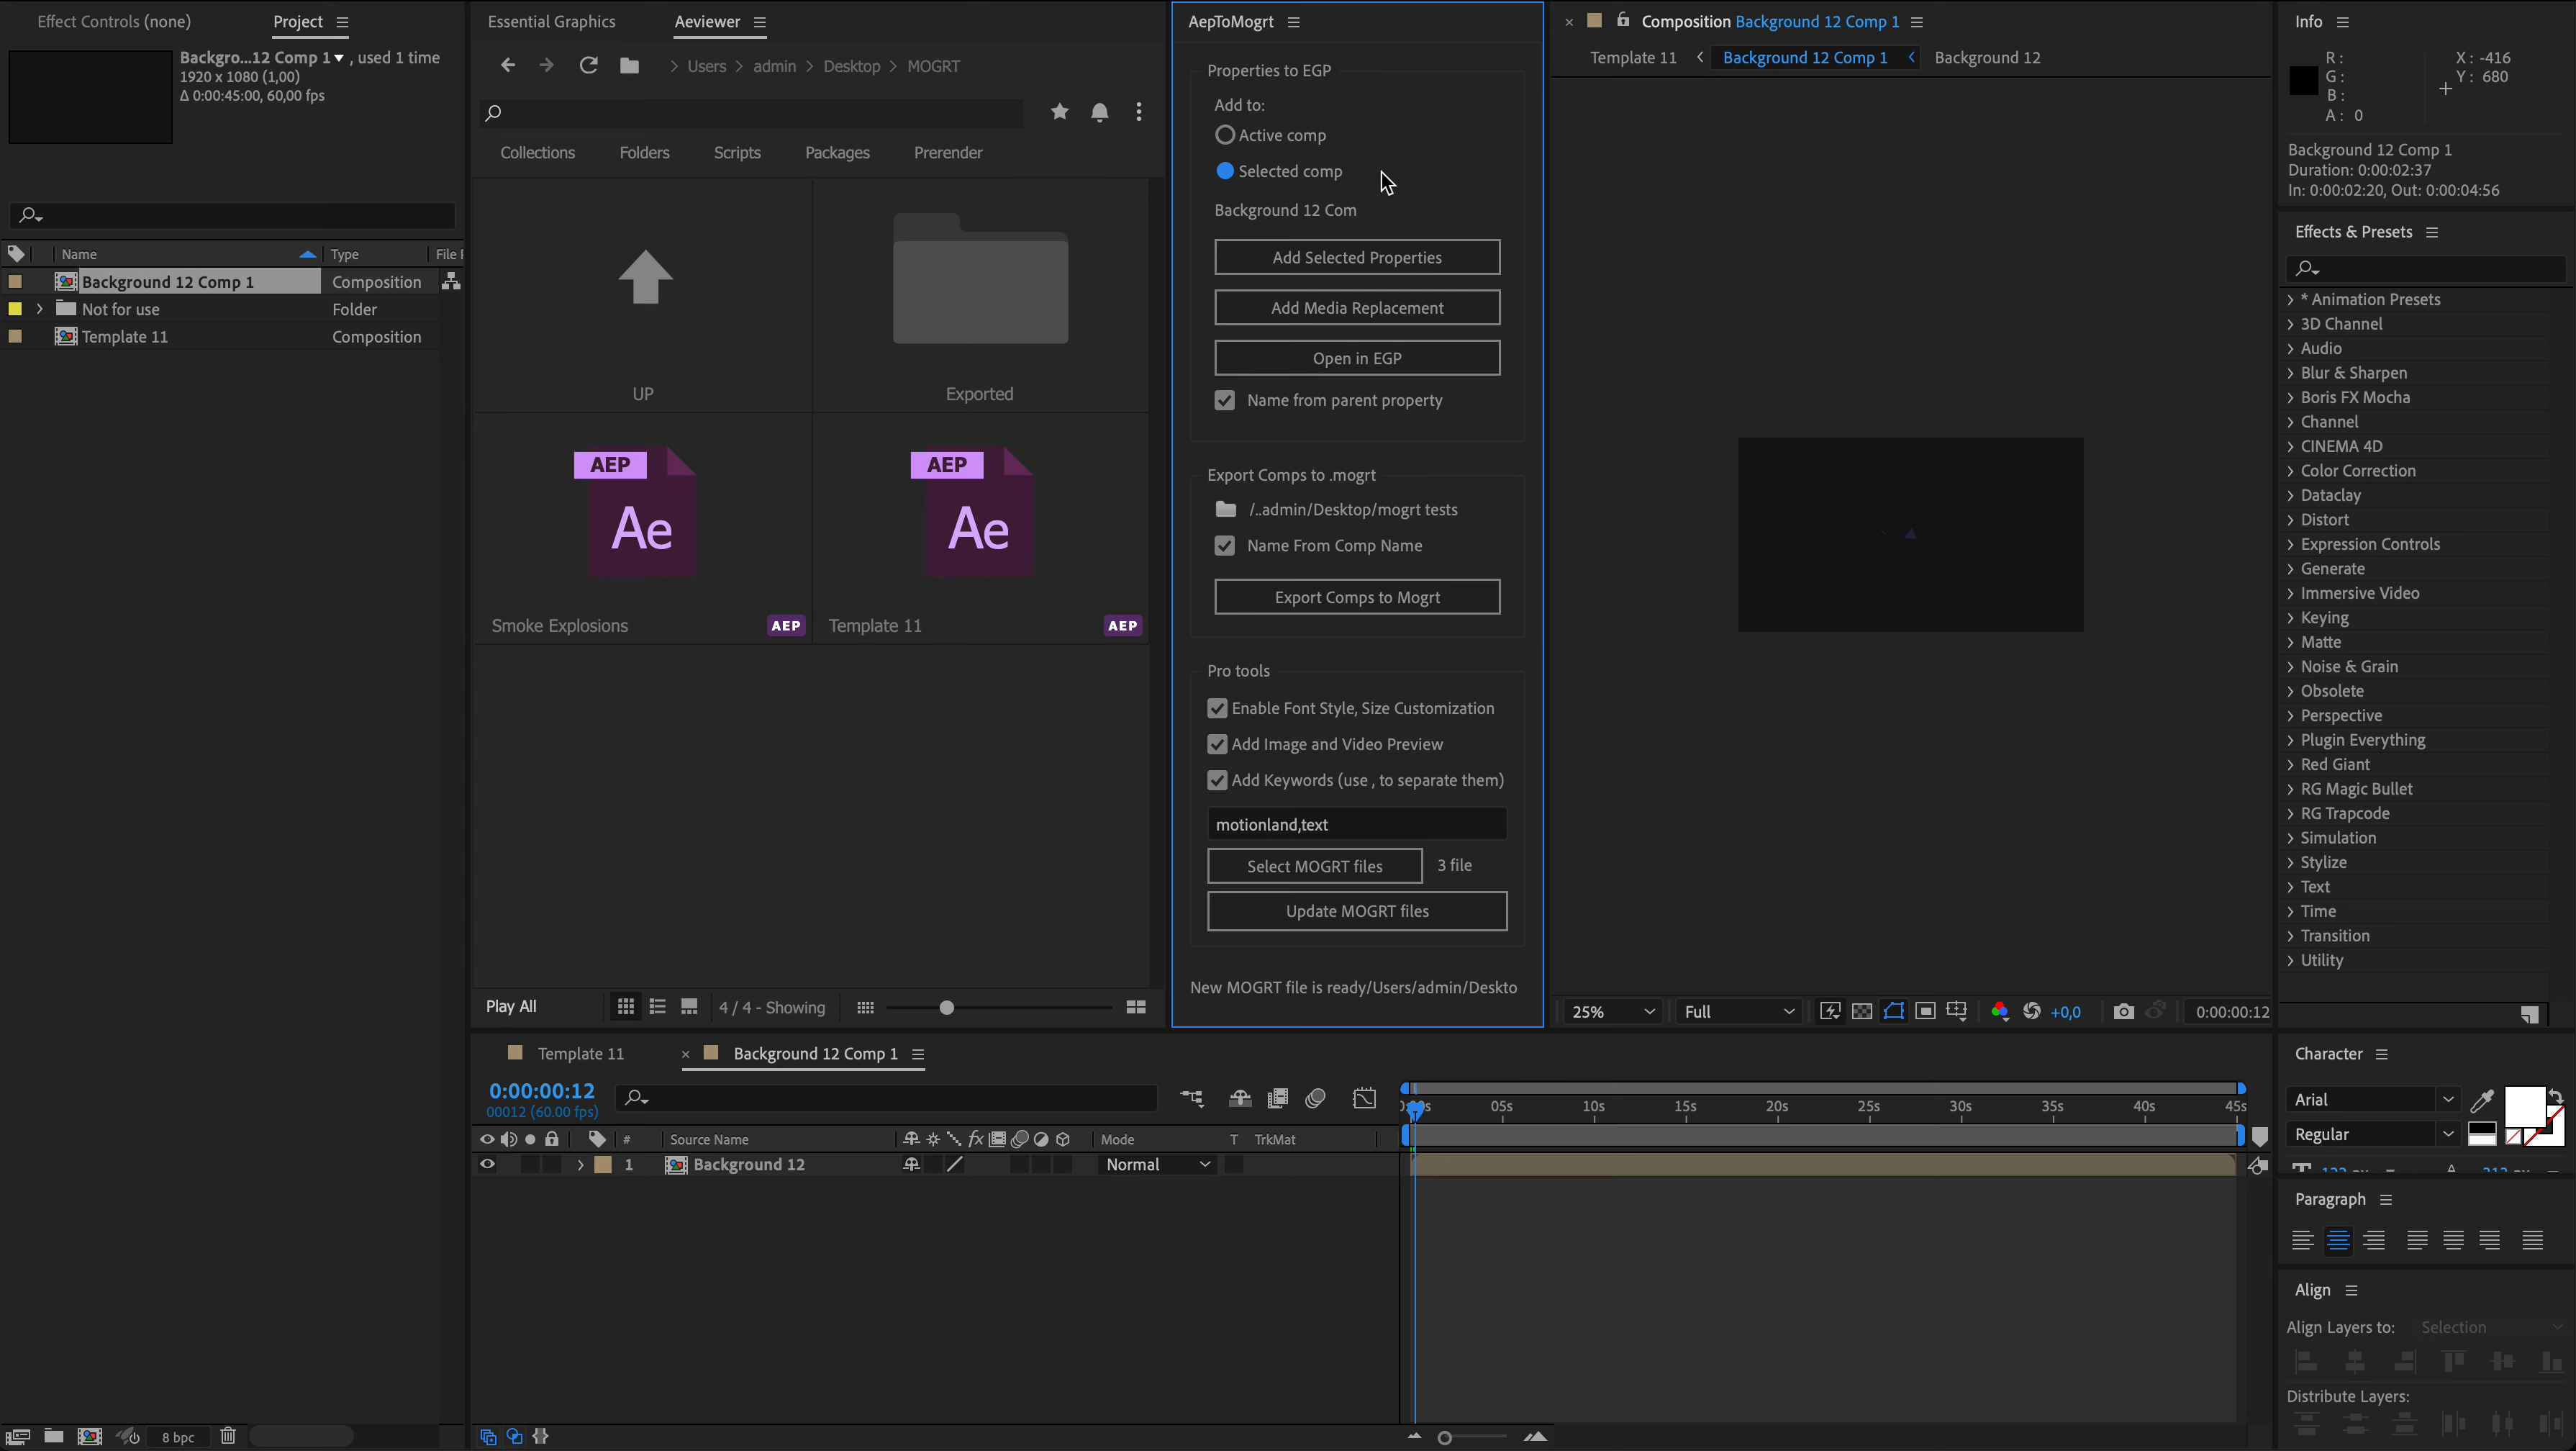 Effect Controls (none)
Project
Backgro...12 Comp 1▼ , used 1 time
1920 x 1080 (1,00)
Δ 0:00:45:00, 60,00 fps
Name
Type
Background 12 Comp 1
Composition
Not for use
Folder
Template 11
Composition
8 bpc
Essential Graphics
Aeviewer
> Users > admin > Desktop > MOGRT
Collections
Folders
Scripts
Packages
Prerender
UP
Exported
AEP
Ae
AEP
Ae
Smoke Explosions
AEP
Template 11
AEP
Play All
4 / 4 - Showing
AepToMogrt
Properties to EGP
Add to:
Active comp
Selected comp
Background 12 Com
Add Selected Properties
Add Media Replacement
Open in EGP
Name from parent property
Export Comps to .mogrt
/..admin/Desktop/mogrt tests
Name From Comp Name
Export Comps to Mogrt
Pro tools
Enable Font Style, Size Customization
Add Image and Video Preview
Add Keywords (use , to separate them)
motionland,text
Select MOGRT files
3 file
Update MOGRT files
New MOGRT file is ready/Users/admin/Deskto
× Composition Background 12 Comp 1
Template 11 < Background 12 Comp 1 < Background 12
25%
Full
+0,0
0:00:00:12
Info
R :
G :
B :
A : 0
X : -416
Y : 680
Background 12 Comp 1
Duration: 0:00:02:37
In: 0:00:02:20, Out: 0:00:04:56
Effects & Presets
* Animation Presets
3D Channel
Audio
Blur & Sharpen
Boris FX Mocha
Channel
CINEMA 4D
Color Correction
Dataclay
Distort
Expression Controls
Generate
Immersive Video
Keying
Matte
Noise & Grain
Obsolete
Perspective
Plugin Everything
Red Giant
RG Magic Bullet
RG Trapcode
Simulation
Stylize
Text
Time
Transition
Utility
Template 11
× Background 12 Comp 1
0:00:00:12
00012 (60.00 fps)
#
Source Name
fx
Mode
T
TrkMat
1
Background 12
Normal
05s
10s
15s
20s
25s
30s
35s
40s
45s
Character
Arial
Regular
Paragraph
Align
Align Layers to:
Selection
Distribute Layers: